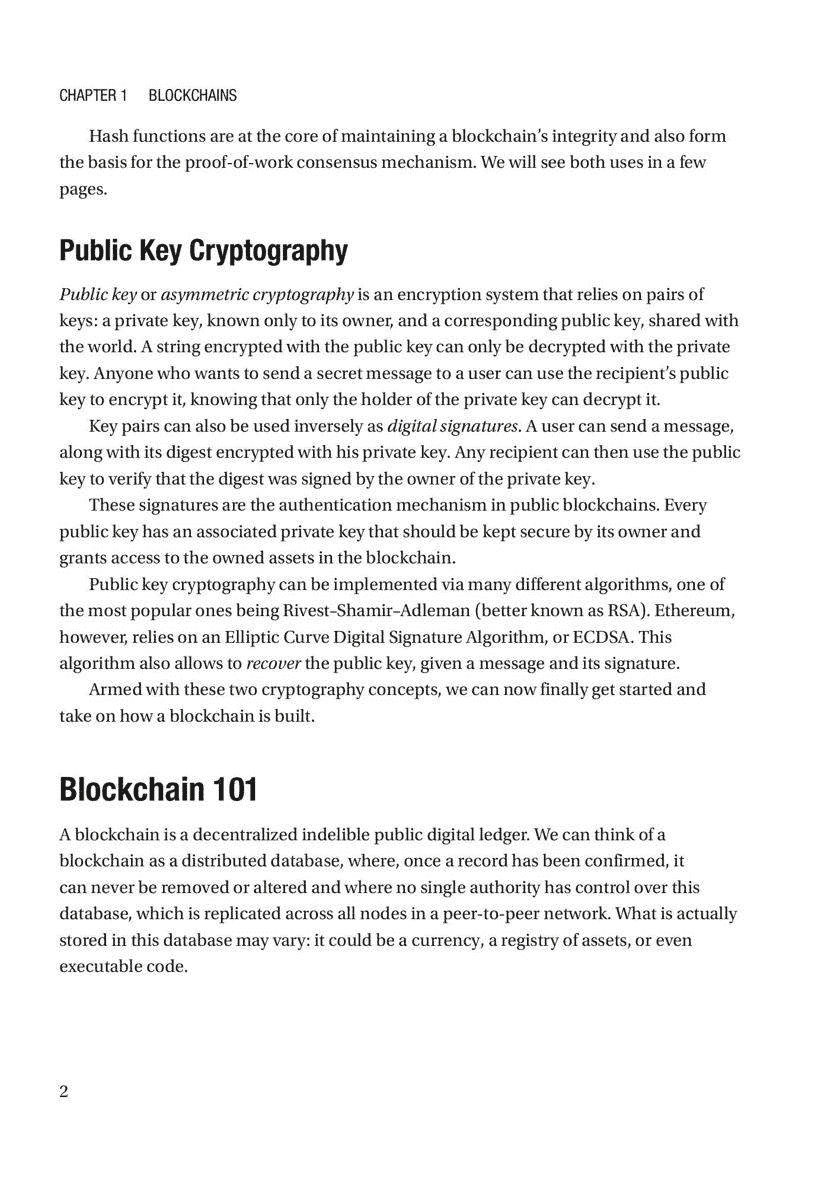 CHAPTER 1 BLOCKCHAINS
Hash functions are at the core of maintaining a blockchain’s integrity and also form
the basis for the proof-of-work consensus mechanism. We will see both uses in a few
pages.
Public Key Cryptography
Public key or asymmetric cryptography is an encryption system that relies on pairs of
keys: a private key, known only to its owner, and a corresponding public key, shared with
the world. A string encrypted with the public key can only be decrypted with the private
key. Anyone who wants to send a secret message to a user can use the recipient’s public
key to encrypt it, knowing that only the holder of the private key can decrypt it.
Key pairs can also be used inversely as digital signatures. A user can send a message,
along with its digest encrypted with his private key. Any recipient can then use the public
key to verify that the digest was signed by the owner of the private key.
These signatures are the authentication mechanism in public blockchains. Every
public key has an associated private key that should be kept secure by its owner and
grants access to the owned assets in the blockchain.
Public key cryptography can be implemented via many different algorithms, one of
the most popular ones being Rivest–Shamir–Adleman (better known as RSA). Ethereum,
however, relies on an Elliptic Curve Digital Signature Algorithm, or ECDSA. This
algorithm also allows to recover the public key, given a message and its signature.
Armed with these two cryptography concepts, we can now finally get started and
take on how a blockchain is built.
Blockchain 101
A blockchain is a decentralized indelible public digital ledger. We can think of a
blockchain as a distributed database, where, once a record has been confirmed, it
can never be removed or altered and where no single authority has control over this
database, which is replicated across all nodes in a peer-to-peer network. What is actually
stored in this database may vary: it could be a currency, a registry of assets, or even
executable code.
2